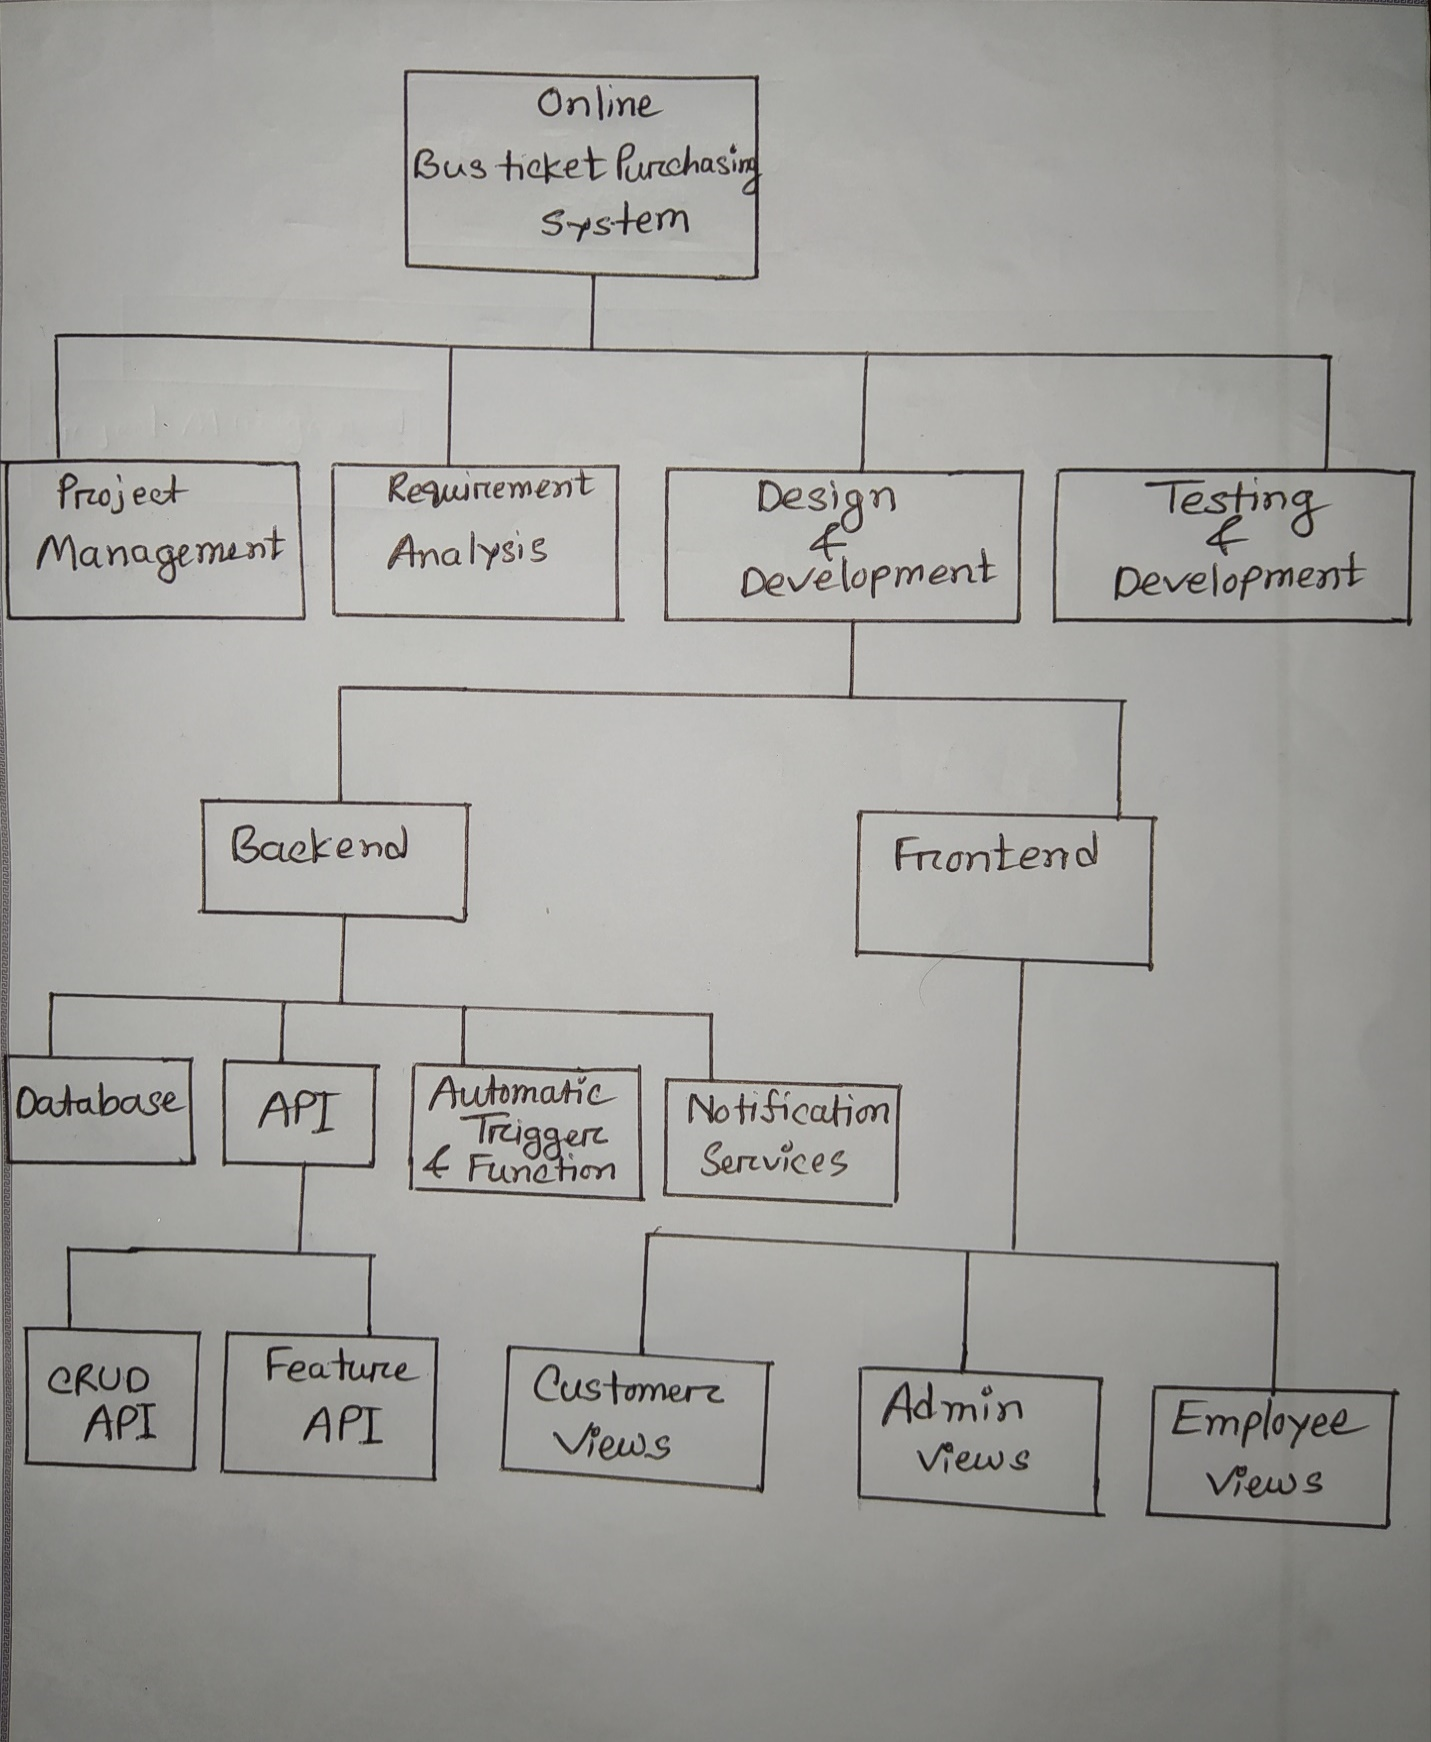 Online
Bus ticket Purchasing
System
Project
Management
Requirement
Analysis
Design
&
Development
Testing
&
Development
Backend
Frontend
Database
API
Automatic
Trigger
& Function
Notification
Services
CRUD
API
Feature
API
Customer
Views
Admin
Views
Employee
Views